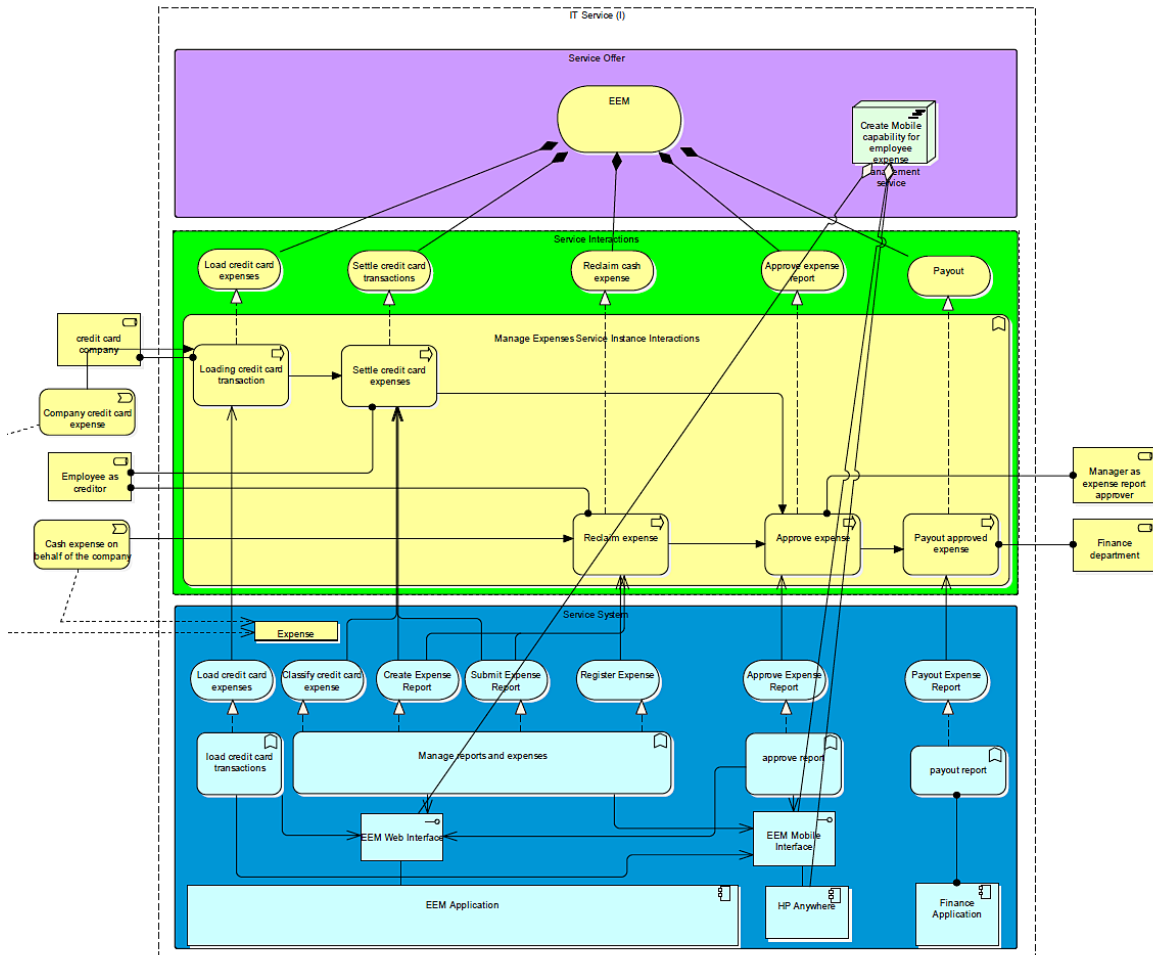 IT Service (I)
Service Offer
EEM
Create Mobile
capability for
employee
expense
management
service
Service Interactions
Load credit card
expenses
Settle credit card
transactions
Reclaim cash
expense
Approve expense
report
Payout
Manage Expenses Service Instance Interactions
credit card
company
Loading credit card
transaction
Settle credit card
expenses
Company credit card
expense
Employee as
creditor
Manager as
expense report
approver
Cash expense on
behalf of the company
Reclaim expense
Approve expense
Payout approved
expense
Finance
department
Service System
Expense
Load credit card
expenses
Classify credit card
expense
Create Expense
Report
Submit Expense
Report
Register Expense
Approve Expense
Report
Payout Expense
Report
load credit card
transactions
Manage reports and expenses
approve report
payout report
EEM Web Interface
EEM Mobile
Interface
EEM Application
HP Anywhere
Finance
Application